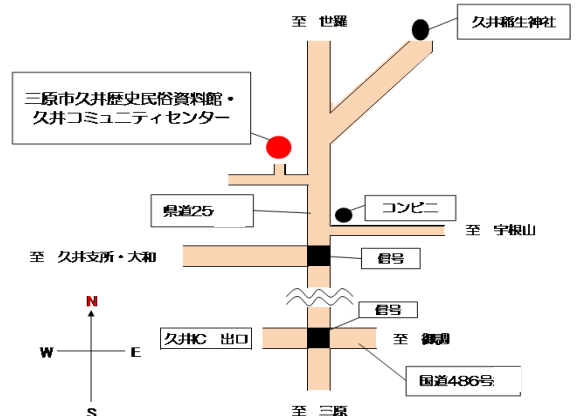 至 世羅
久井稲生神社
三原市久井歴史民俗資料館・
久井コミュニティセンター
県道25
コンビニ
至 宇根山
至 久井支所・大和
信号
信号
久井IC 出口
至 御調
国道486号
至 三原
N
W
E
S